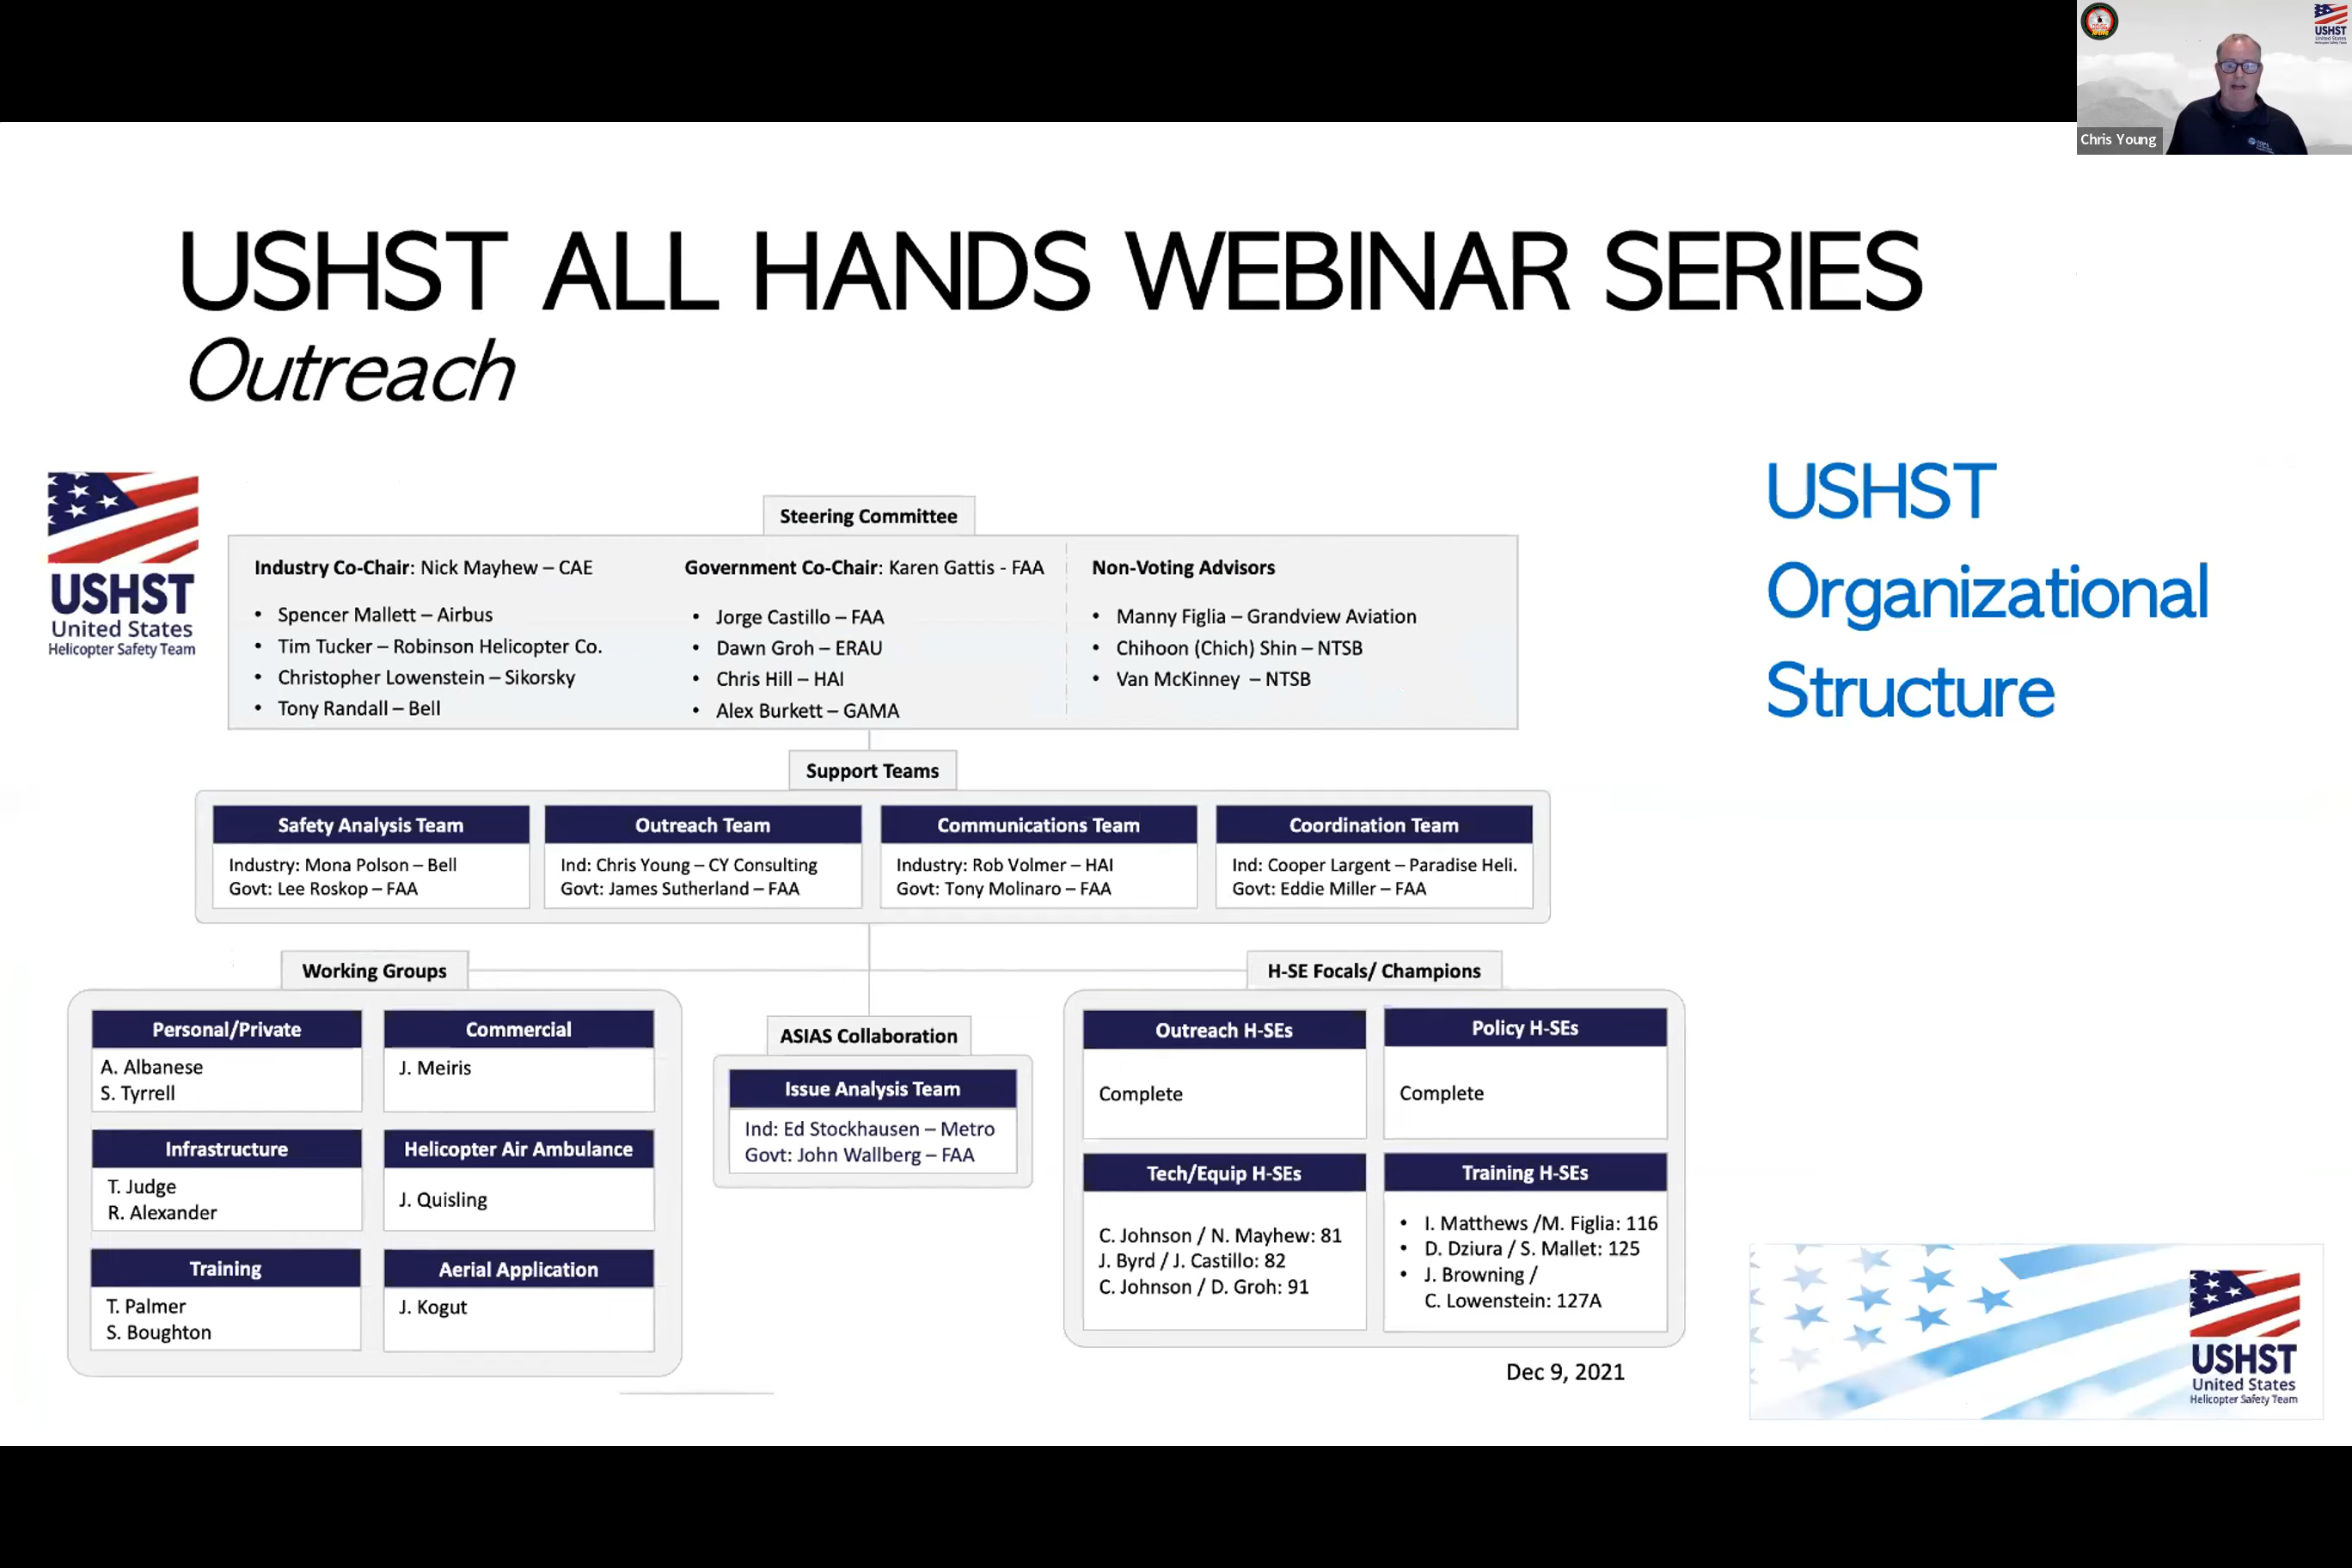 USHST
United States
Chris Young
USHST ALL HANDS WEBINAR SERIES
Outreach
USHST
United States
Helicopter Safety Team
USHST
Organizational
Structure
Steering Committee
Industry Co-Chair: Nick Mayhew – CAE
• Spencer Mallett – Airbus
• Tim Tucker – Robinson Helicopter Co.
• Christopher Lowenstein – Sikorsky
• Tony Randall – Bell
Government Co-Chair: Karen Gattis - FAA
• Jorge Castillo – FAA
• Dawn Groh – ERAU
• Chris Hill – HAI
• Alex Burkett – GAMA
Non-Voting Advisors
• Manny Figlia – Grandview Aviation
• Chihoon (Chich) Shin – NTSB
• Van McKinney – NTSB
Support Teams
Safety Analysis Team
Industry: Mona Polson – Bell
Govt: Lee Roskop – FAA
Outreach Team
Ind: Chris Young – CY Consulting
Govt: James Sutherland – FAA
Communications Team
Industry: Rob Volmer – HAI
Govt: Tony Molinaro – FAA
Coordination Team
Ind: Cooper Largent – Paradise Heli.
Govt: Eddie Miller – FAA
Working Groups
Personal/Private
A. Albanese
S. Tyrrell
Commercial
J. Meiris
Infrastructure
T. Judge
R. Alexander
Helicopter Air Ambulance
J. Quisling
Training
T. Palmer
S. Boughton
Aerial Application
J. Kogut
ASIAS Collaboration
Issue Analysis Team
Ind: Ed Stockhausen – Metro
Govt: John Wallberg – FAA
H-SE Focals/ Champions
Outreach H-SEs
Complete
Policy H-SEs
Complete
Tech/Equip H-SEs
C. Johnson / N. Mayhew: 81
J. Byrd / J. Castillo: 82
C. Johnson / D. Groh: 91
Training H-SEs
• I. Matthews /M. Figlia: 116
• D. Dziura / S. Mallet: 125
• J. Browning /
C. Lowenstein: 127A
Dec 9, 2021
USHST
United States
Helicopter Safety Team